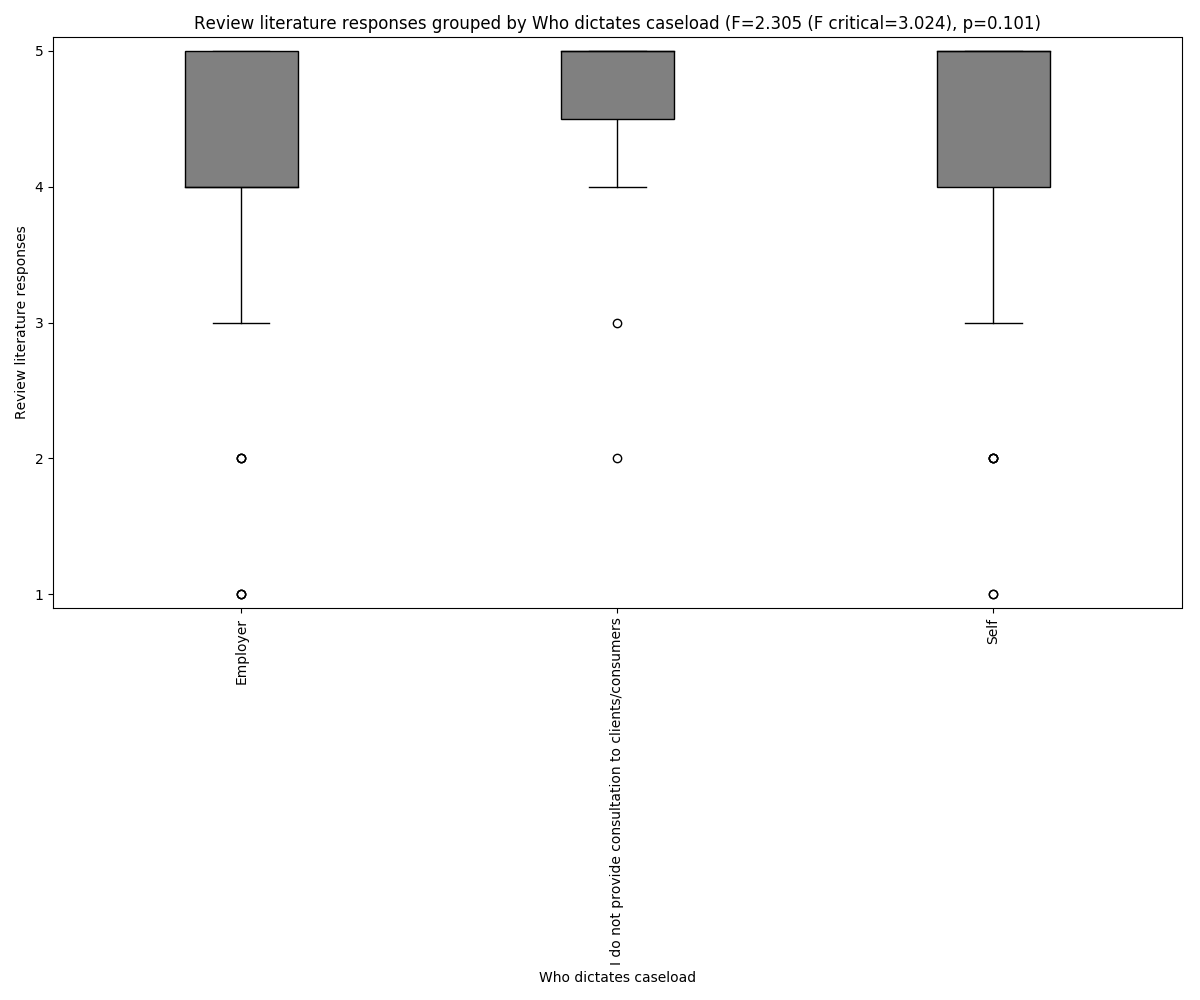 Review literature responses grouped by Who dictates caseload (F=2.305 (F critical=3.024), p=0.101)
Review literature responses
5
4
3
2
1
Employer
I do not provide consultation to clients/consumers
Self
Who dictates caseload